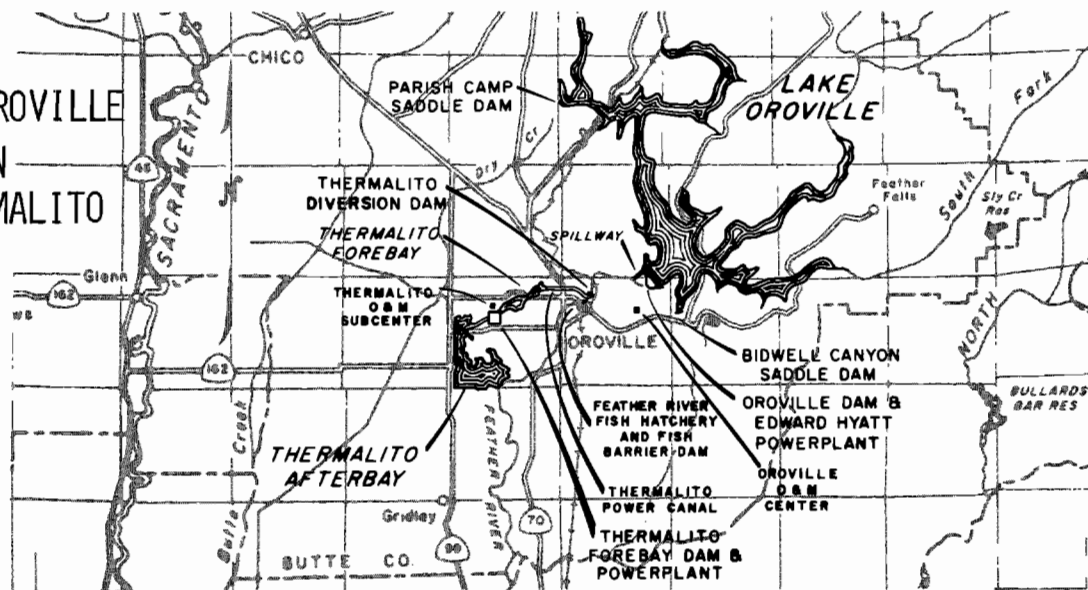 CHICO
PARISH CAMP
SADDLE DAM
LAKE
OROVILLE
OROVILLE
N
MALITO
SACRAMENTO
45
Dry Cr
Fork
South
Feather
Falls
Sly Cr
Res
THERMALITO
DIVERSION DAM
THERMALITO
FOREBAY
SPILLWAY
Glenn
162
THERMALITO
O & M
SUBCENTER
OROVILLE
NORTH
162
BIDWELL CANYON
SADDLE DAM
BULLARDS
BAR RES
Butte Creek
FEATHER RIVER
FEATHER RIVER
FISH HATCHERY
AND FISH
BARRIER DAM
OROVILLE DAM &
EDWARD HYATT
POWERPLANT
THERMALITO
AFTERBAY
OROVILLE
O & M
CENTER
THERMALITO
POWER CANAL
Gridley
70
99
THERMALITO
FOREBAY DAM &
POWERPLANT
BUTTE CO.